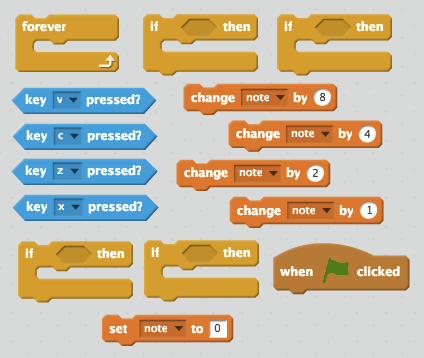 forever
if then
if then
key v pressed?
change note by 8
key c pressed?
change note by 4
key z pressed?
change note by 2
key x pressed?
change note by 1
if then
if then
when clicked
set note to 0